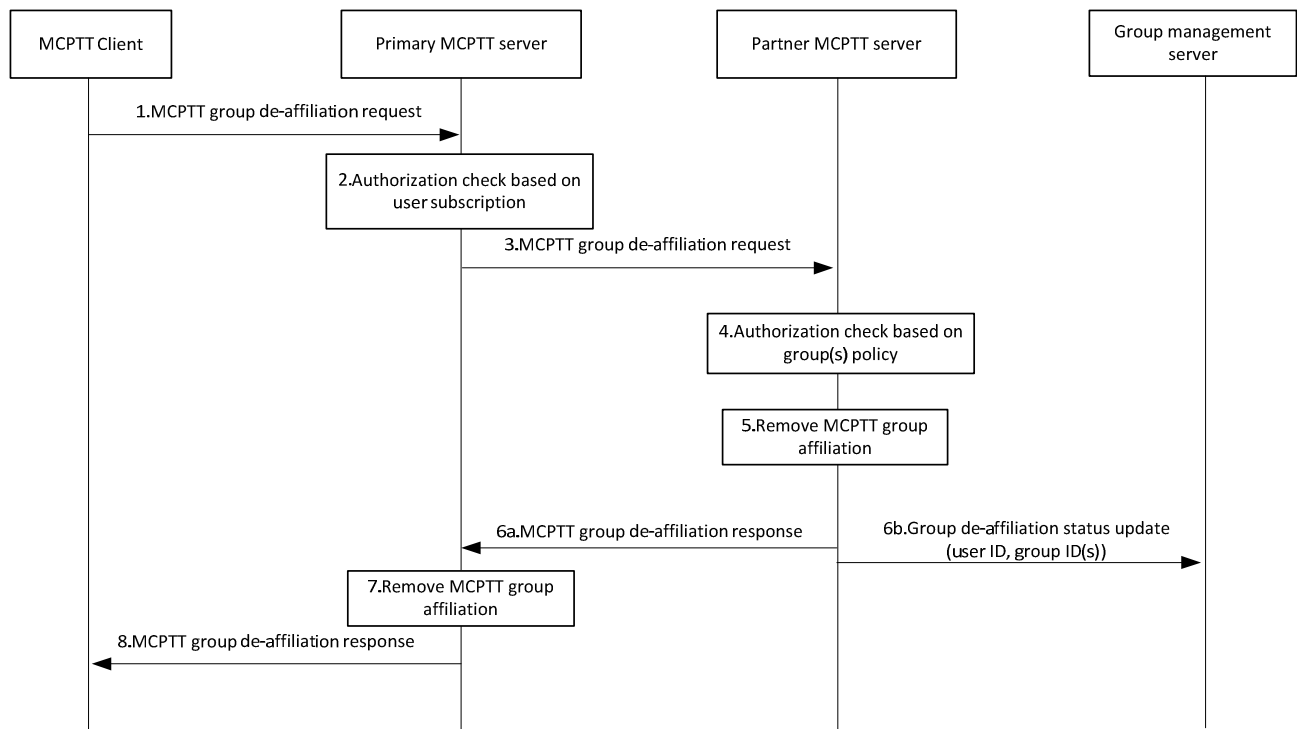 MCPTT Client
Primary MCPTT server
Partner MCPTT server
Group management
server
1.MCPTT group de-affiliation request
2.Authorization check based on
user subscription
3.MCPTT group de-affiliation request
4.Authorization check based on
group(s) policy
5.Remove MCPTT group
affiliation
6a.MCPTT group de-affiliation response
6b.Group de-affiliation status update
(user ID, group ID(s))
7.Remove MCPTT group
affiliation
8.MCPTT group de-affiliation response